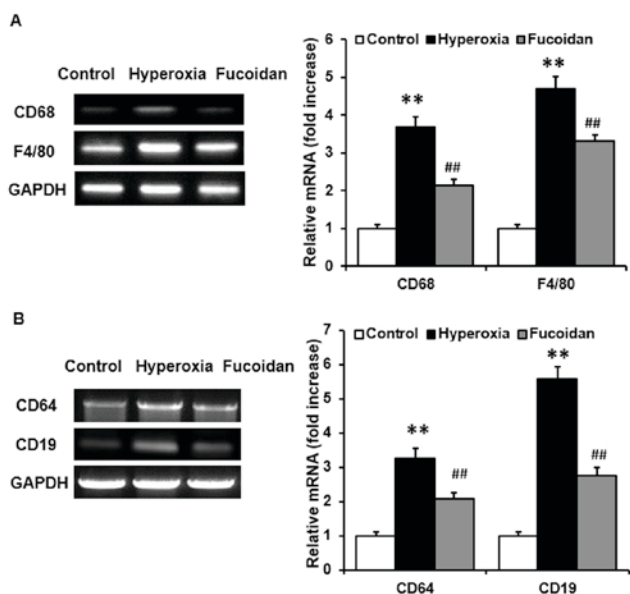 A
Control Hyperoxia Fucoidan
CD68
F4/80
GAPDH
Relative mRNA (fold increase)
Control Hyperoxia Fucoidan
6
5
4
3
2
1
0
**
##
**
##
CD68 F4/80
B
Control Hyperoxia Fucoidan
CD64
CD19
GAPDH
Relative mRNA (fold increase)
Control Hyperoxia Fucoidan
7
6
5
4
3
2
1
0
**
##
**
##
CD64 CD19